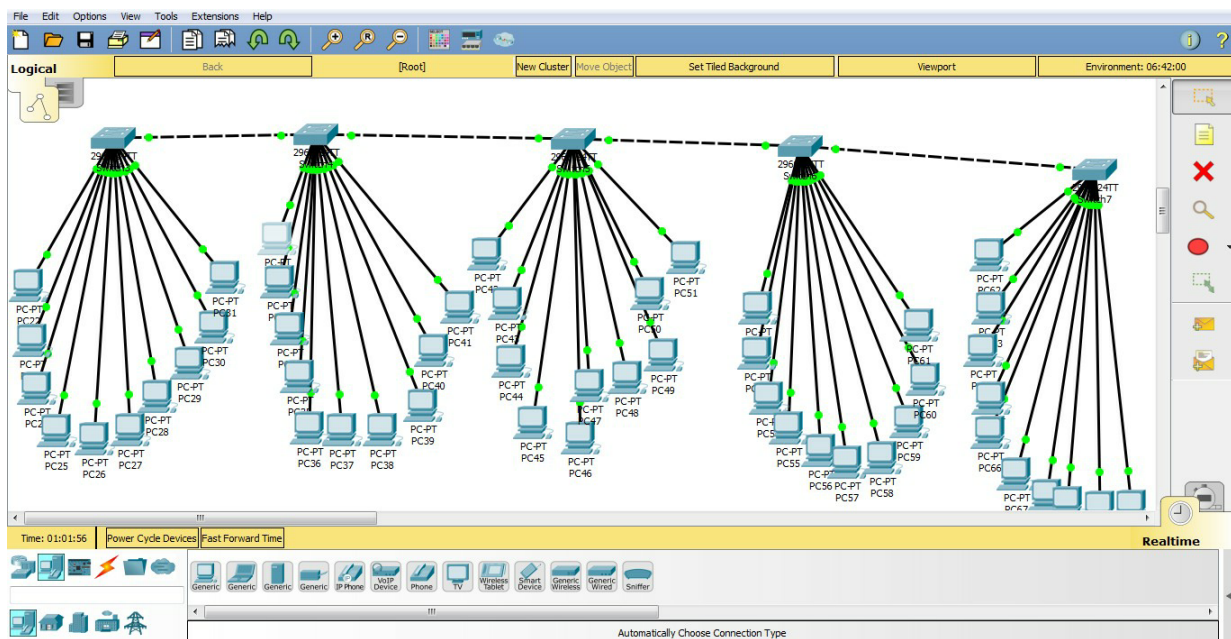 File Edit Options View Tools Extensions Help
Logical Back [Root] New Cluster Move Object Set Tiled Background Viewport Environment: 06:42:00
Switch7
PC-PT
PC51
PC-PT
PC31
PC-PT
PC41
PC-PT
PC50
PC61
PC-PT
PC30
PC-PT
PC40
PC-PT
PC44
PC-PT
PC49
PC-PT
PC60
PC-PT
PC29
PC-PT
PC39
PC-PT
PC48
PC-PT
PC47
PC-PT
PC59
PC-PT
PC28
PC-PT
PC25
PC-PT
PC26
PC-PT
PC27
PC-PT
PC36
PC-PT
PC37
PC-PT
PC38
PC-PT
PC45
PC-PT
PC46
PC-PT
PC55
PC56
PC-PT
PC57
PC-PT
PC58
PC-PT
PC66
PC-PT
PC67
Time: 01:01:56 Power Cycle Devices Fast Forward Time Realtime
Generic Generic Generic Generic IP Phone VoIP Device Phone TV Wireless Tablet Smart Device Generic Wireless Generic Wired Sniffer
Automatically Choose Connection Type